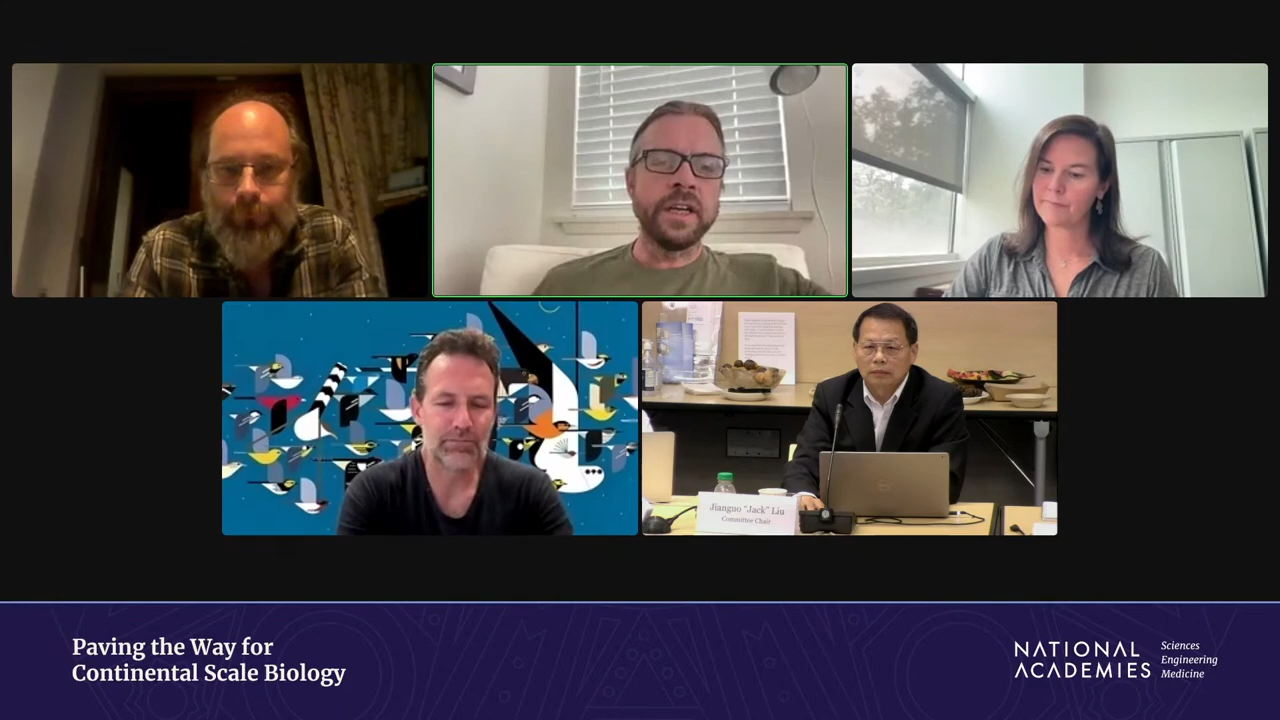 Jianguo "Jack" Liu
Committee Chair
Paving the Way for
Continental Scale Biology
NATIONAL
ACADEMIES
Sciences
Engineering
Medicine